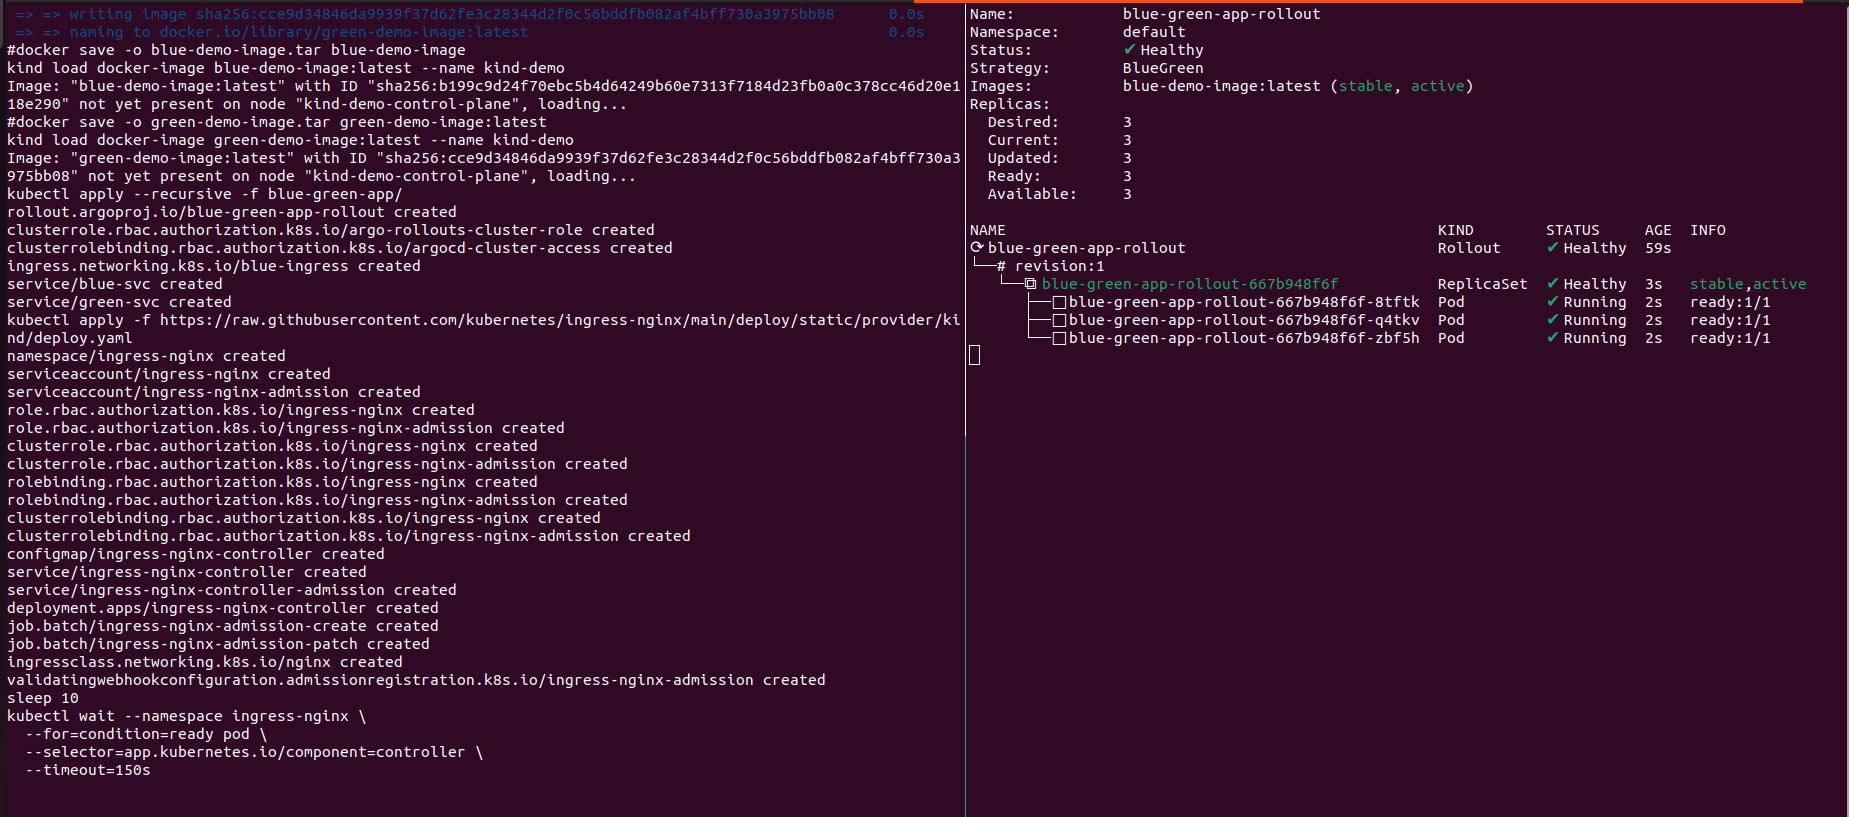 => => writing image sha256:cce9d34846da9939f37d62fe3c28344d2f0c56bddfb082af4bff730a3975bb08 0.0s
=> => naming to docker.io/library/green-demo-image:latest 0.0s
#docker save -o blue-demo-image.tar blue-demo-image
kind load docker-image blue-demo-image:latest --name kind-demo
Image: "blue-demo-image:latest" with ID "sha256:b199c9d24f70ebc5b4d64249b60e7313f7184d23fb0a0c378cc46d20e1
18e290" not yet present on node "kind-demo-control-plane", loading...
#docker save -o green-demo-image.tar green-demo-image:latest
kind load docker-image green-demo-image:latest --name kind-demo
Image: "green-demo-image:latest" with ID "sha256:cce9d34846da9939f37d62fe3c28344d2f0c56bddfb082af4bff730a3
975bb08" not yet present on node "kind-demo-control-plane", loading...
kubectl apply --recursive -f blue-green-app/
rollout.argoproj.io/blue-green-app-rollout created
clusterrole.rbac.authorization.k8s.io/argo-rollouts-cluster-role created
clusterrolebinding.rbac.authorization.k8s.io/argocd-cluster-access created
ingress.networking.k8s.io/blue-ingress created
service/blue-svc created
service/green-svc created
kubectl apply -f https://raw.githubusercontent.com/kubernetes/ingress-nginx/main/deploy/static/provider/ki
nd/deploy.yaml
namespace/ingress-nginx created
serviceaccount/ingress-nginx created
serviceaccount/ingress-nginx-admission created
role.rbac.authorization.k8s.io/ingress-nginx created
role.rbac.authorization.k8s.io/ingress-nginx-admission created
clusterrole.rbac.authorization.k8s.io/ingress-nginx created
clusterrole.rbac.authorization.k8s.io/ingress-nginx-admission created
rolebinding.rbac.authorization.k8s.io/ingress-nginx created
rolebinding.rbac.authorization.k8s.io/ingress-nginx-admission created
clusterrolebinding.rbac.authorization.k8s.io/ingress-nginx created
clusterrolebinding.rbac.authorization.k8s.io/ingress-nginx-admission created
configmap/ingress-nginx-controller created
service/ingress-nginx-controller created
service/ingress-nginx-controller-admission created
deployment.apps/ingress-nginx-controller created
job.batch/ingress-nginx-admission-create created
job.batch/ingress-nginx-admission-patch created
ingressclass.networking.k8s.io/nginx created
validatingwebhookconfiguration.admissionregistration.k8s.io/ingress-nginx-admission created
sleep 10
kubectl wait --namespace ingress-nginx \
--for=condition=ready pod \
--selector=app.kubernetes.io/component=controller \
--timeout=150s
Name: blue-green-app-rollout
Namespace: default
Status: ✔ Healthy
Strategy: BlueGreen
Images: blue-demo-image:latest (stable, active)
Replicas:
Desired: 3
Current: 3
Updated: 3
Ready: 3
Available: 3
NAME KIND STATUS AGE INFO
⟳ blue-green-app-rollout Rollout ✔ Healthy 59s
└──# revision:1
└──⧉ blue-green-app-rollout-667b948f6f ReplicaSet ✔ Healthy 3s stable,active
├──□ blue-green-app-rollout-667b948f6f-8tftk Pod ✔ Running 2s ready:1/1
├──□ blue-green-app-rollout-667b948f6f-q4tkv Pod ✔ Running 2s ready:1/1
└──□ blue-green-app-rollout-667b948f6f-zbf5h Pod ✔ Running 2s ready:1/1